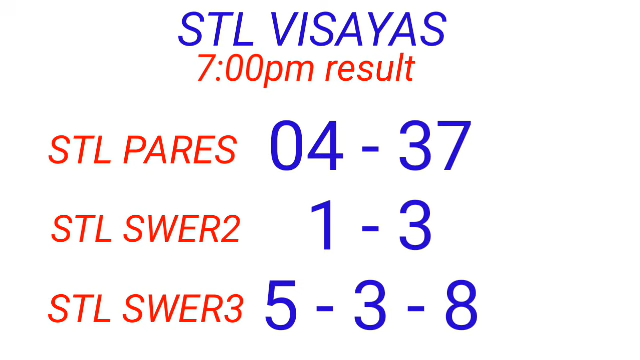 STL VISAYAS
7:00pm result
STL PARES 04 - 37
STL SWER2 1 - 3
STL SWER3 5 - 3 - 8